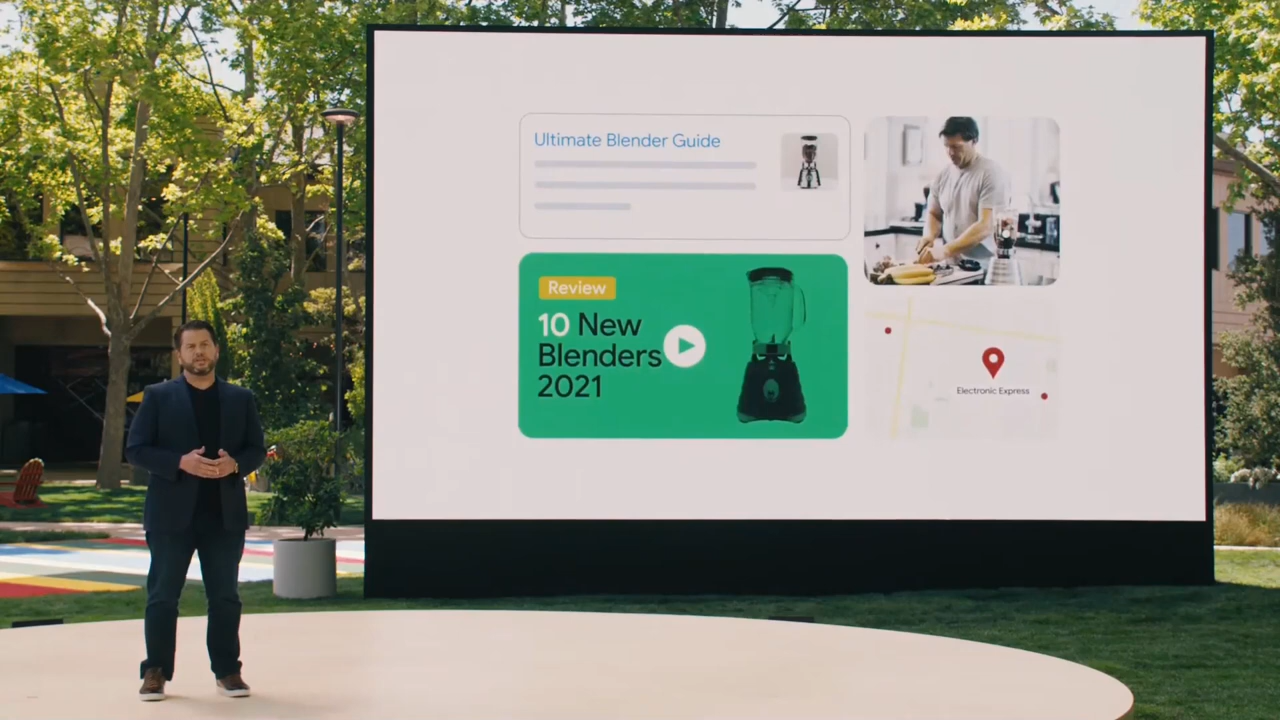 Ultimate Blender Guide
Review
10 New
Blenders
2021
Electronic Express